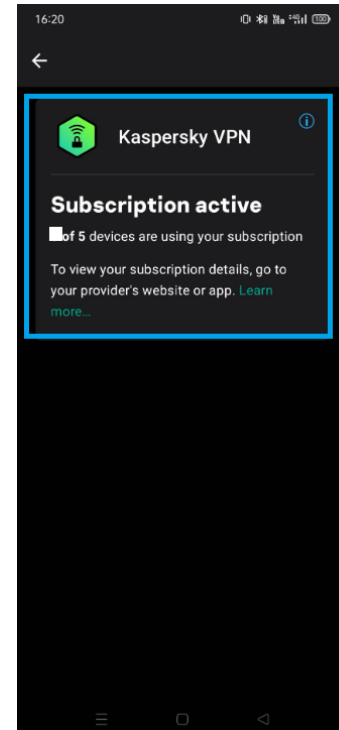 16:20
100
Kaspersky VPN
Subscription active
of 5 devices are using your subscription
To view your subscription details, go to
your provider's website or app. Learn
more...